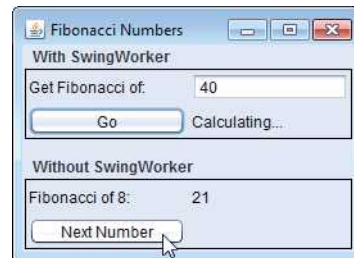 Fibonacci Numbers
With SwingWorker
Get Fibonacci of: 40
Go Calculating...
Without SwingWorker
Fibonacci of 8: 21
Next Number